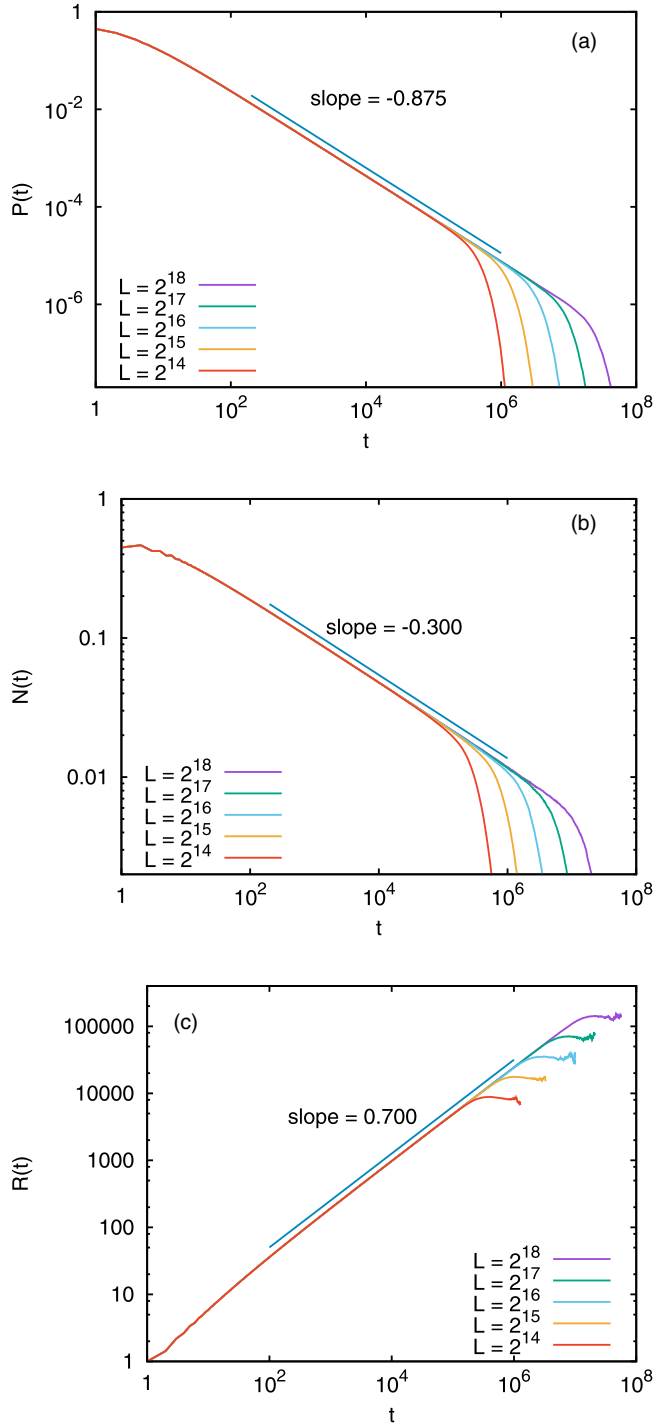 (a)
1
10^-2
10^-4
10^-6
P(t)
slope = -0.875
L = 2^18
L = 2^17
L = 2^16
L = 2^15
L = 2^14
1 10^2 10^4 10^6 10^8
t
(b)
1
0.1
0.01
N(t)
slope = -0.300
L = 2^18
L = 2^17
L = 2^16
L = 2^15
L = 2^14
1 10^2 10^4 10^6 10^8
t
(c)
100000
10000
1000
100
10
1
R(t)
slope = 0.700
L = 2^18
L = 2^17
L = 2^16
L = 2^15
L = 2^14
1 10^2 10^4 10^6 10^8
t